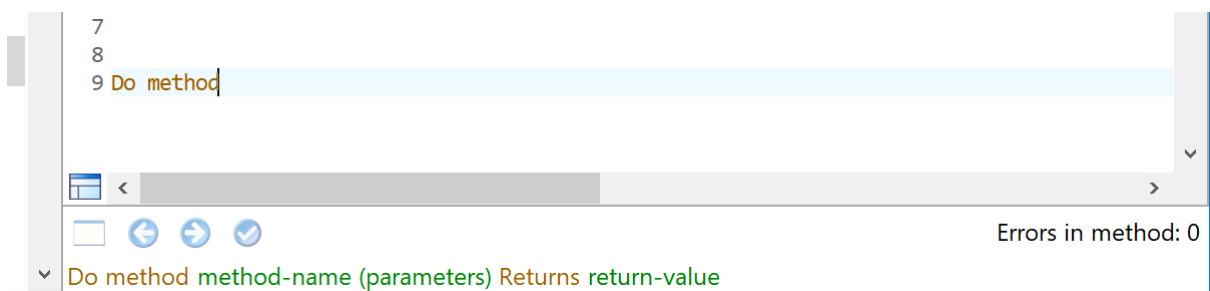 7
8
9 Do method
Errors in method: 0
Do method method-name (parameters) Returns return-value